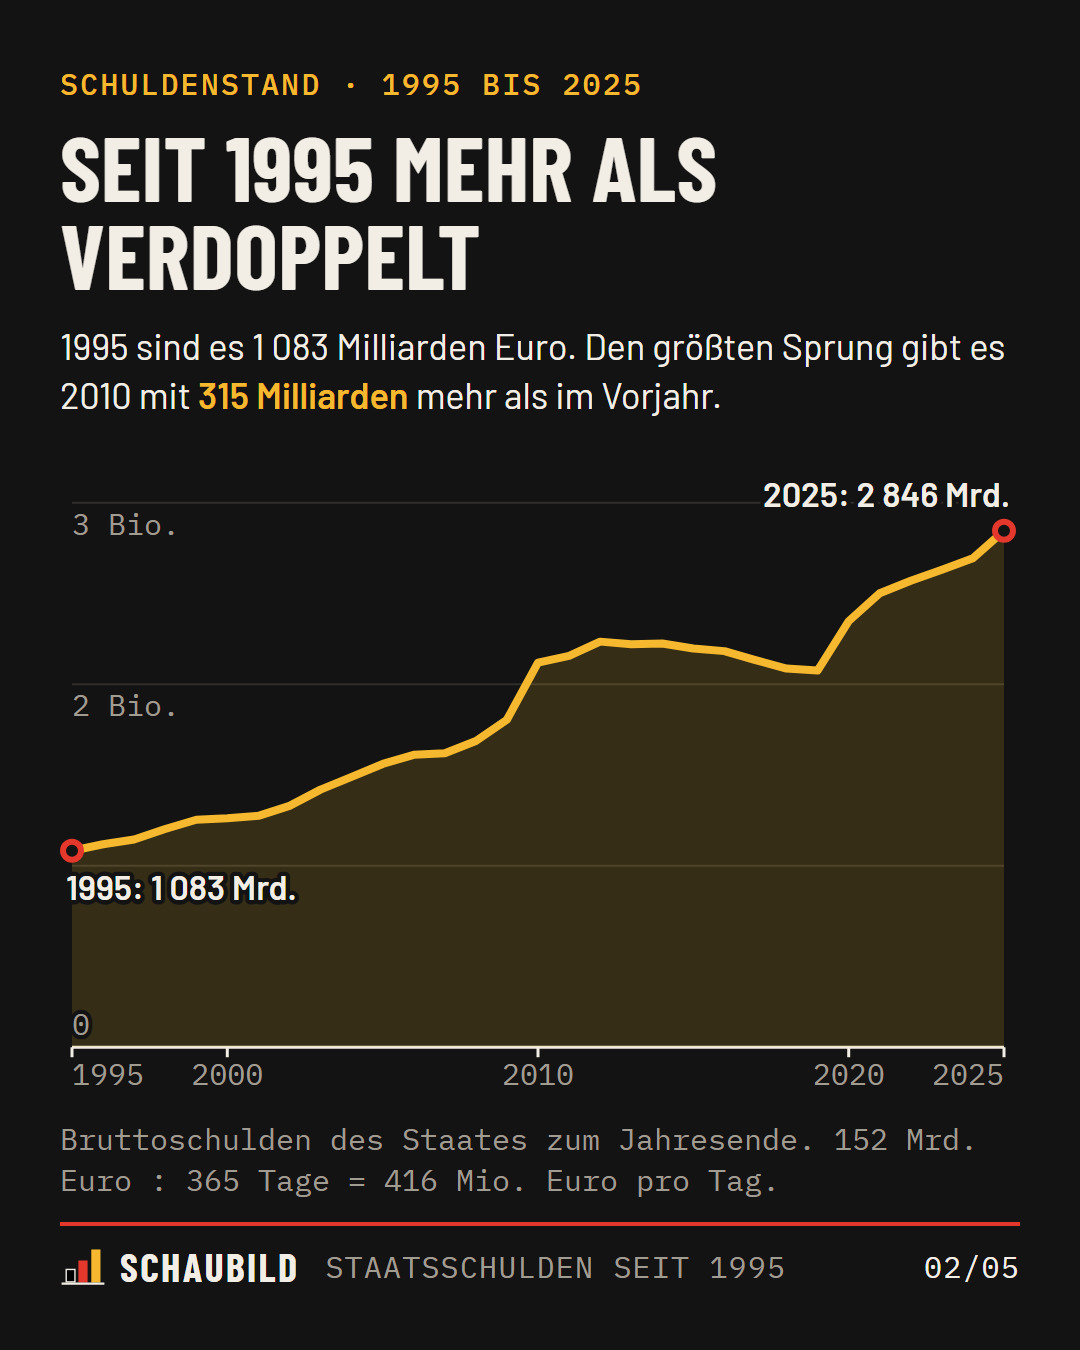 SCHULDENSTAND · 1995 BIS 2025
SEIT 1995 MEHR ALS
VERDOPPELT
1995 sind es 1 083 Milliarden Euro. Den größten Sprung gibt es
2010 mit 315 Milliarden mehr als im Vorjahr.
2025: 2 846 Mrd.
3 Bio.
2 Bio.
1995: 1 083 Mrd.
0
1995 2000 2010 2020 2025
Bruttoschulden des Staates zum Jahresende. 152 Mrd.
Euro : 365 Tage = 416 Mio. Euro pro Tag.
SCHAUBILD STAATSSCHULDEN SEIT 1995 02/05